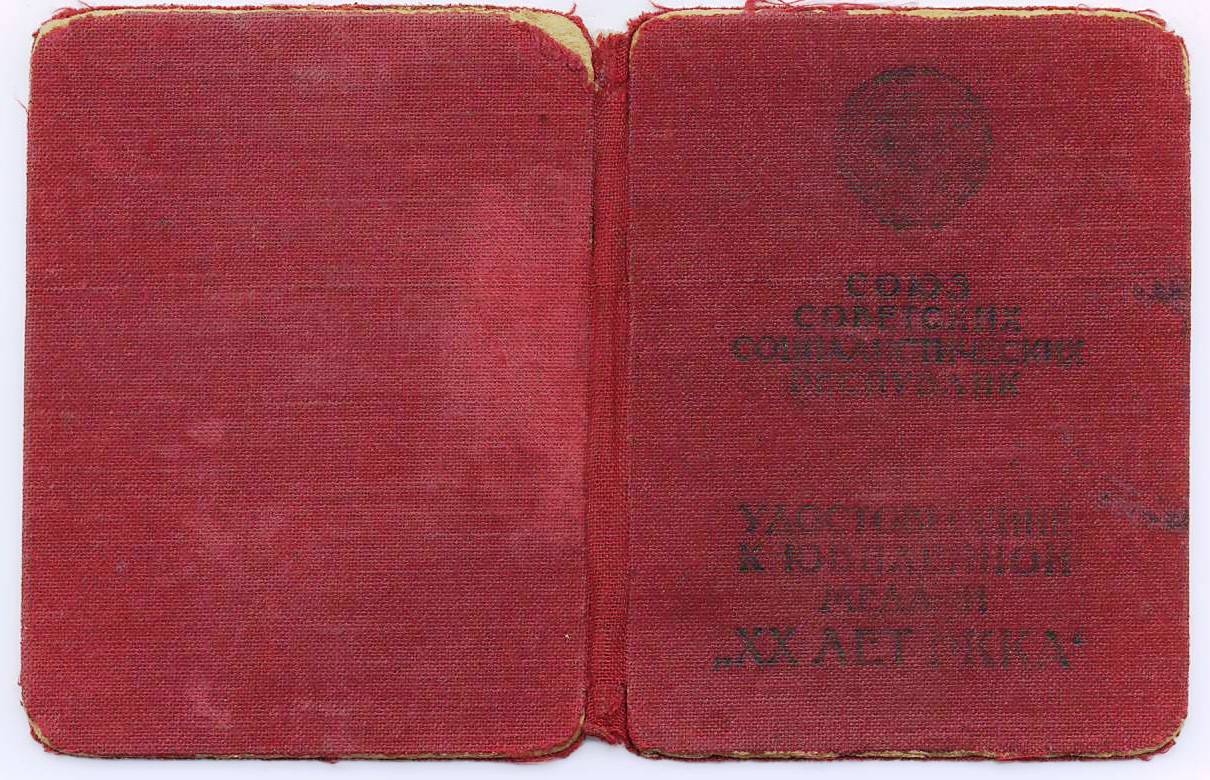 СОЮЗ
СОВЕТСКИХ
СОЦИАЛИСТИЧЕСКИХ
РЕСПУБЛИК
УДОСТОВЕРЕНИЕ
К ЮБИЛЕЙНОЙ
МЕДАЛИ
„XX ЛЕТ РККА“